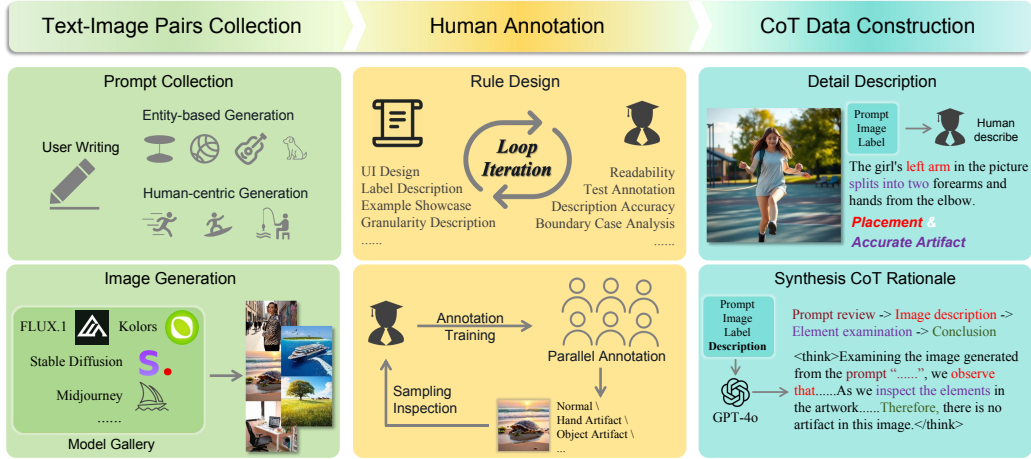 Text-Image Pairs Collection
Human Annotation
CoT Data Construction
Prompt Collection
User Writing
Entity-based Generation
Human-centric Generation
Image Generation
FLUX.1
Kolors
Stable Diffusion
S.
Midjourney
......
Model Gallery
Rule Design
UI Design
Label Description
Example Showcase
Granularity Description
......
Loop
Iteration
Readability
Test Annotation
Description Accuracy
Boundary Case Analysis
......
Annotation
Training
Parallel Annotation
Sampling
Inspection
Normal \
Hand Artifact \
Object Artifact \
...
Detail Description
Prompt
Image
Label
Human
describe
The girl's left arm in the picture
splits into two forearms and
hands from the elbow.
Placement &
Accurate Artifact
Synthesis CoT Rationale
Prompt
Image
Label
Description
GPT-4o
Prompt review -> Image description ->
Element examination -> Conclusion
<think>Examining the image generated
from the prompt “......”, we observe
that......As we inspect the elements in
the artwork......Therefore, there is no
artifact in this image.</think>